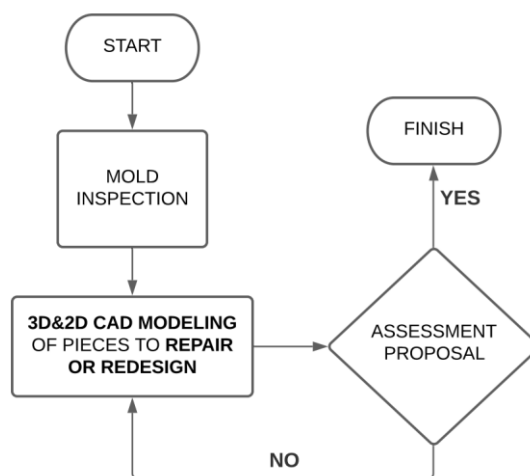 START
MOLD
INSPECTION
3D&2D CAD MODELING
OF PIECES TO REPAIR
OR REDESIGN
ASSESSMENT
PROPOSAL
YES
FINISH
NO